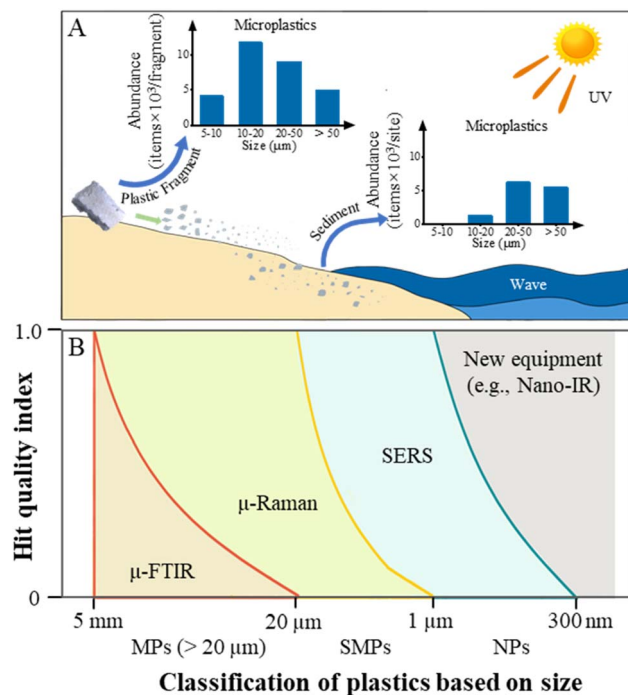 A
Microplastics
Abundance
(items×10³/fragment)
15
10
5
0
5-10 10-20 20-50 > 50
Size (μm)
Plastic Fragment
UV
Microplastics
Abundance
(items×10³/site)
10
5
0
5-10 10-20 20-50 > 50
Size (μm)
Sediment
Wave
B
Hit quality index
1.0
0
New equipment
(e.g., Nano-IR)
SERS
μ-Raman
μ-FTIR
5 mm 20 μm 1 μm 300 nm
MPs (> 20 μm) SMPs NPs
Classification of plastics based on size